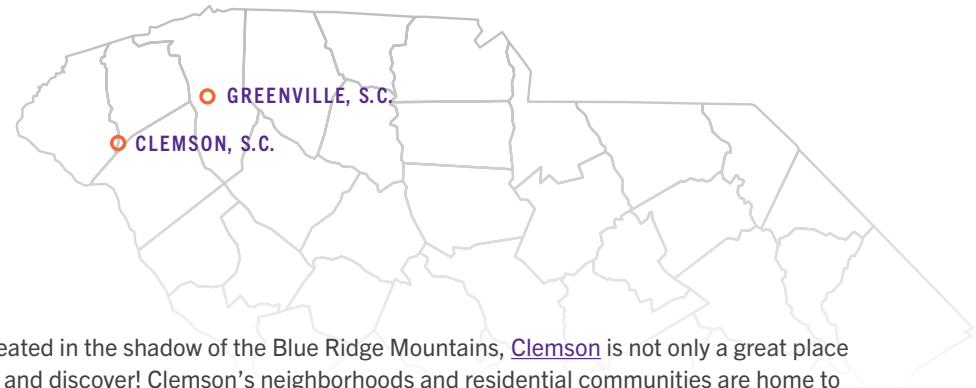 GREENVILLE, S.C.
CLEMSON, S.C.
eated in the shadow of the Blue Ridge Mountains, Clemson is not only a great place
and discover! Clemson's neighborhoods and residential communities are home to